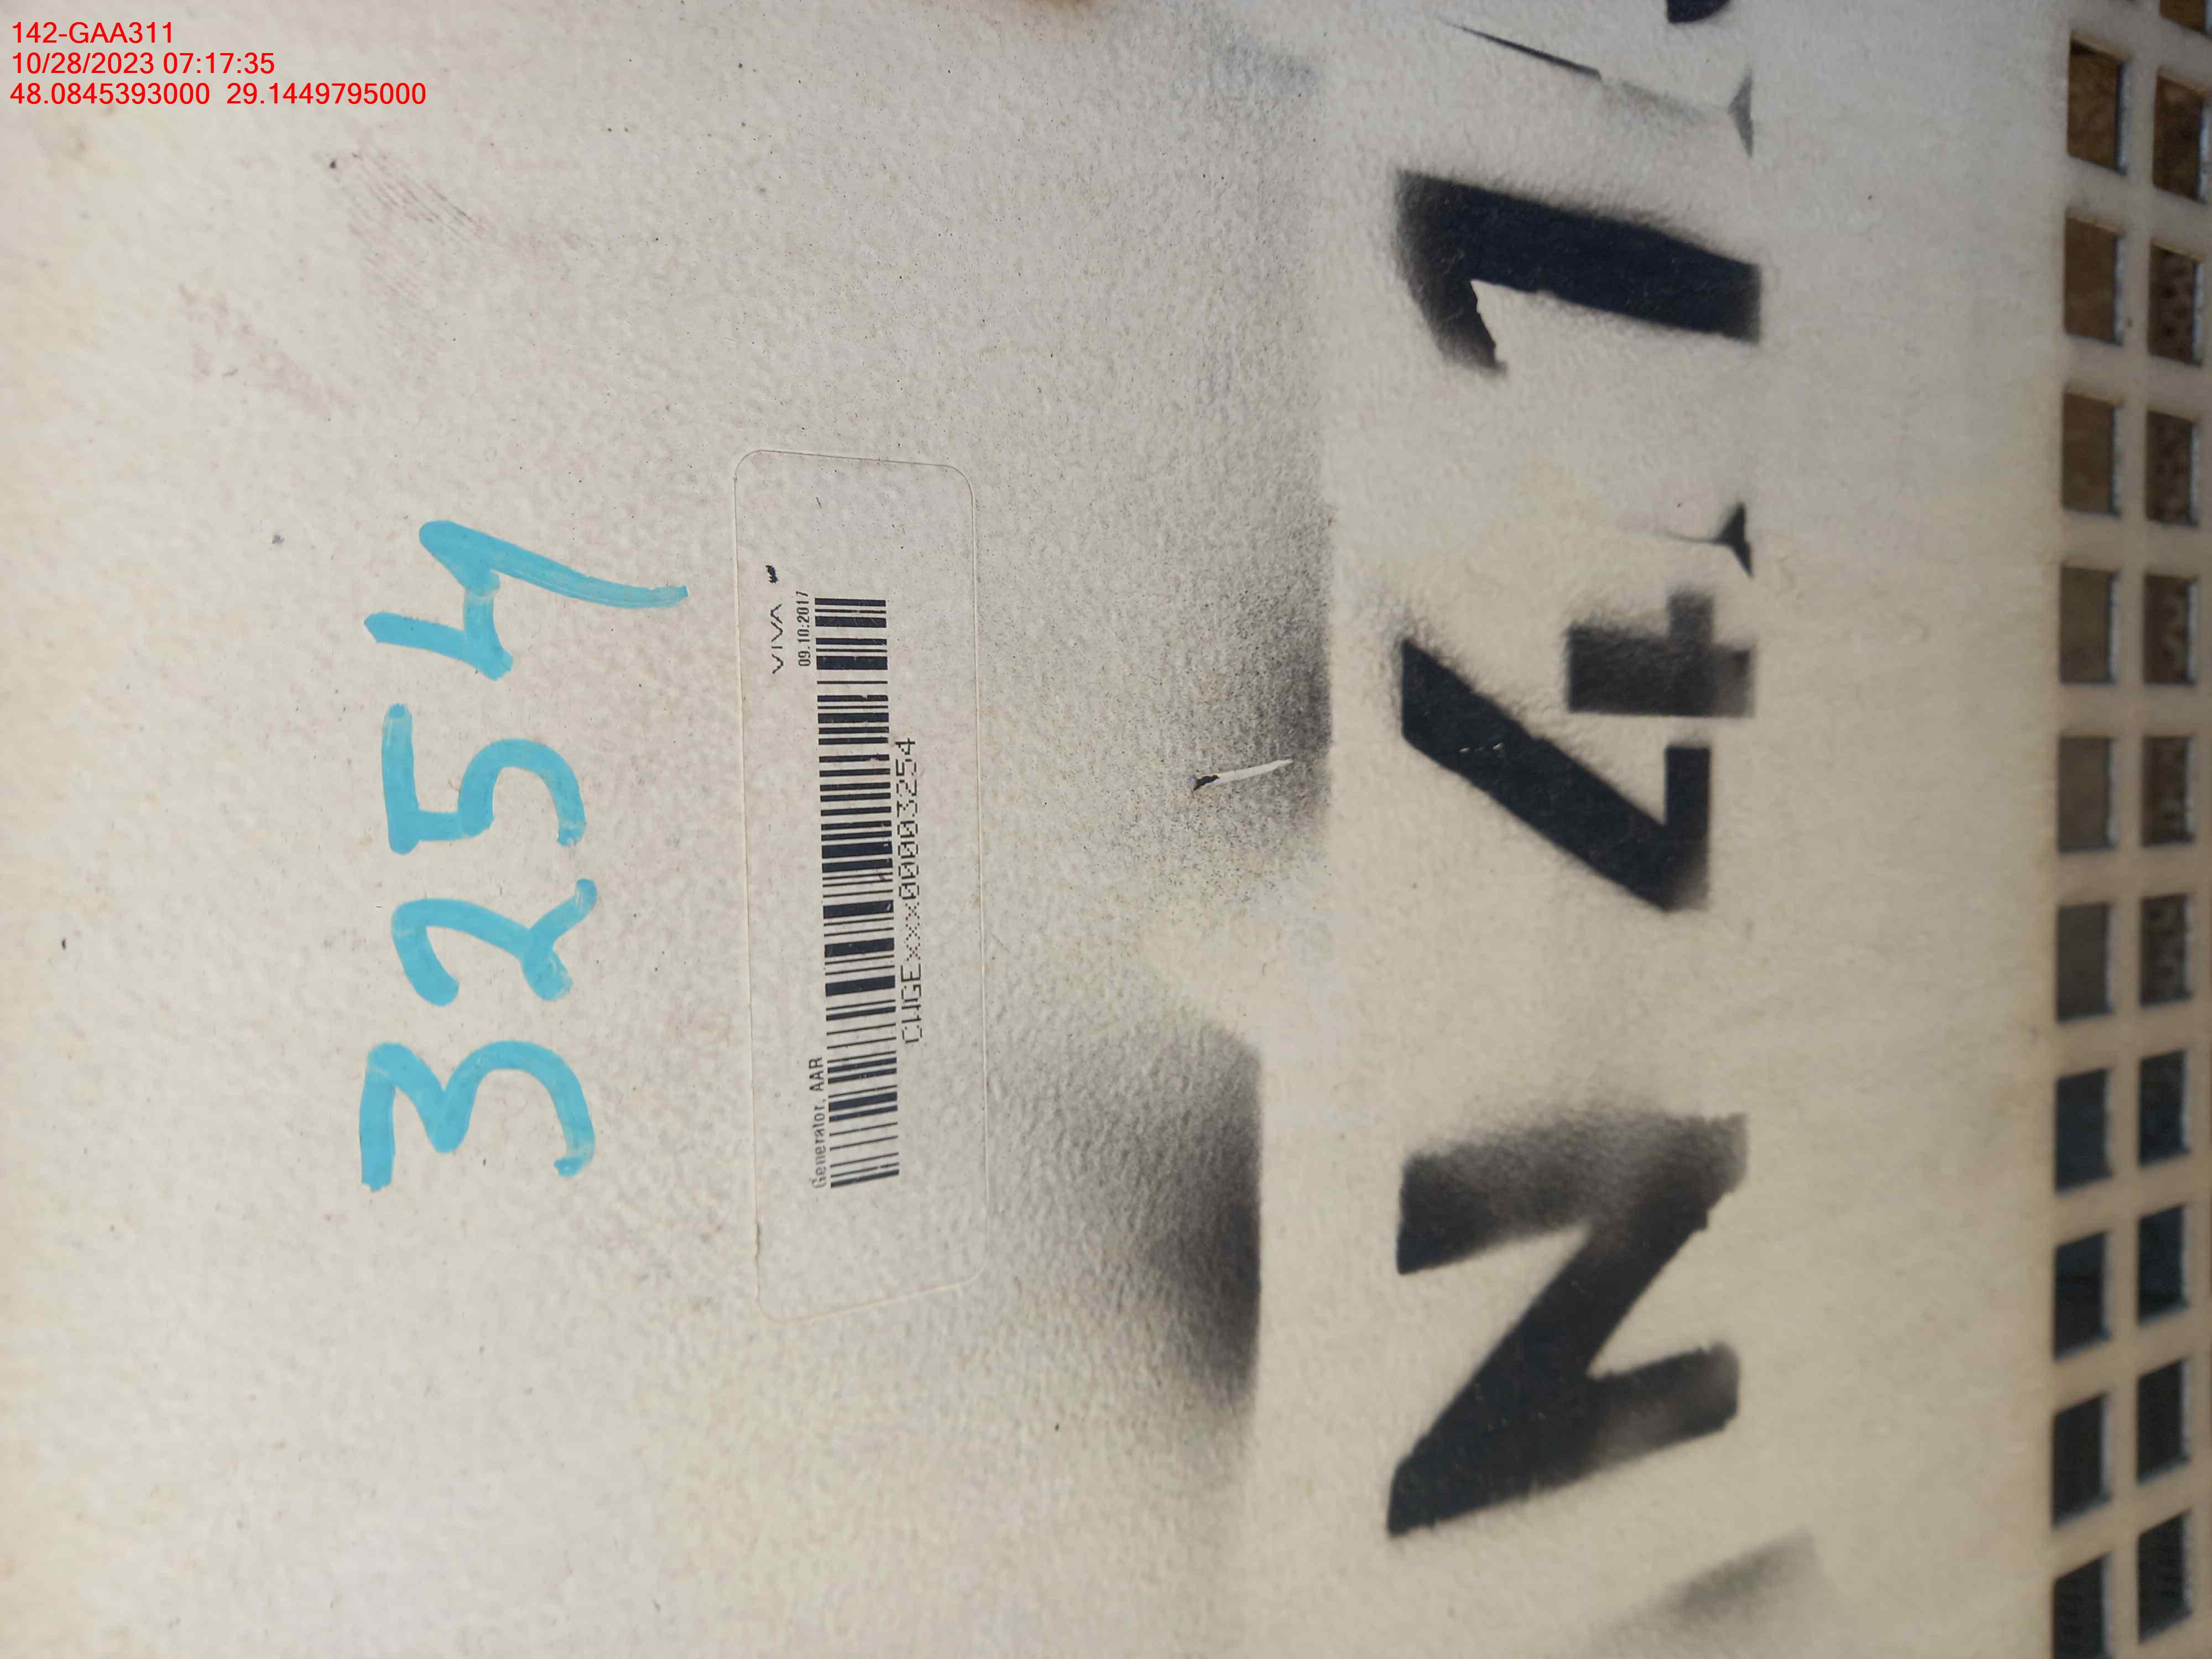 142-GAA311
10/28/2023 07:17:35
48.0845393000 29.1449795000
3254
VIVA
09.10.2017
Generator, AAR
CWGExxx00003254
N41